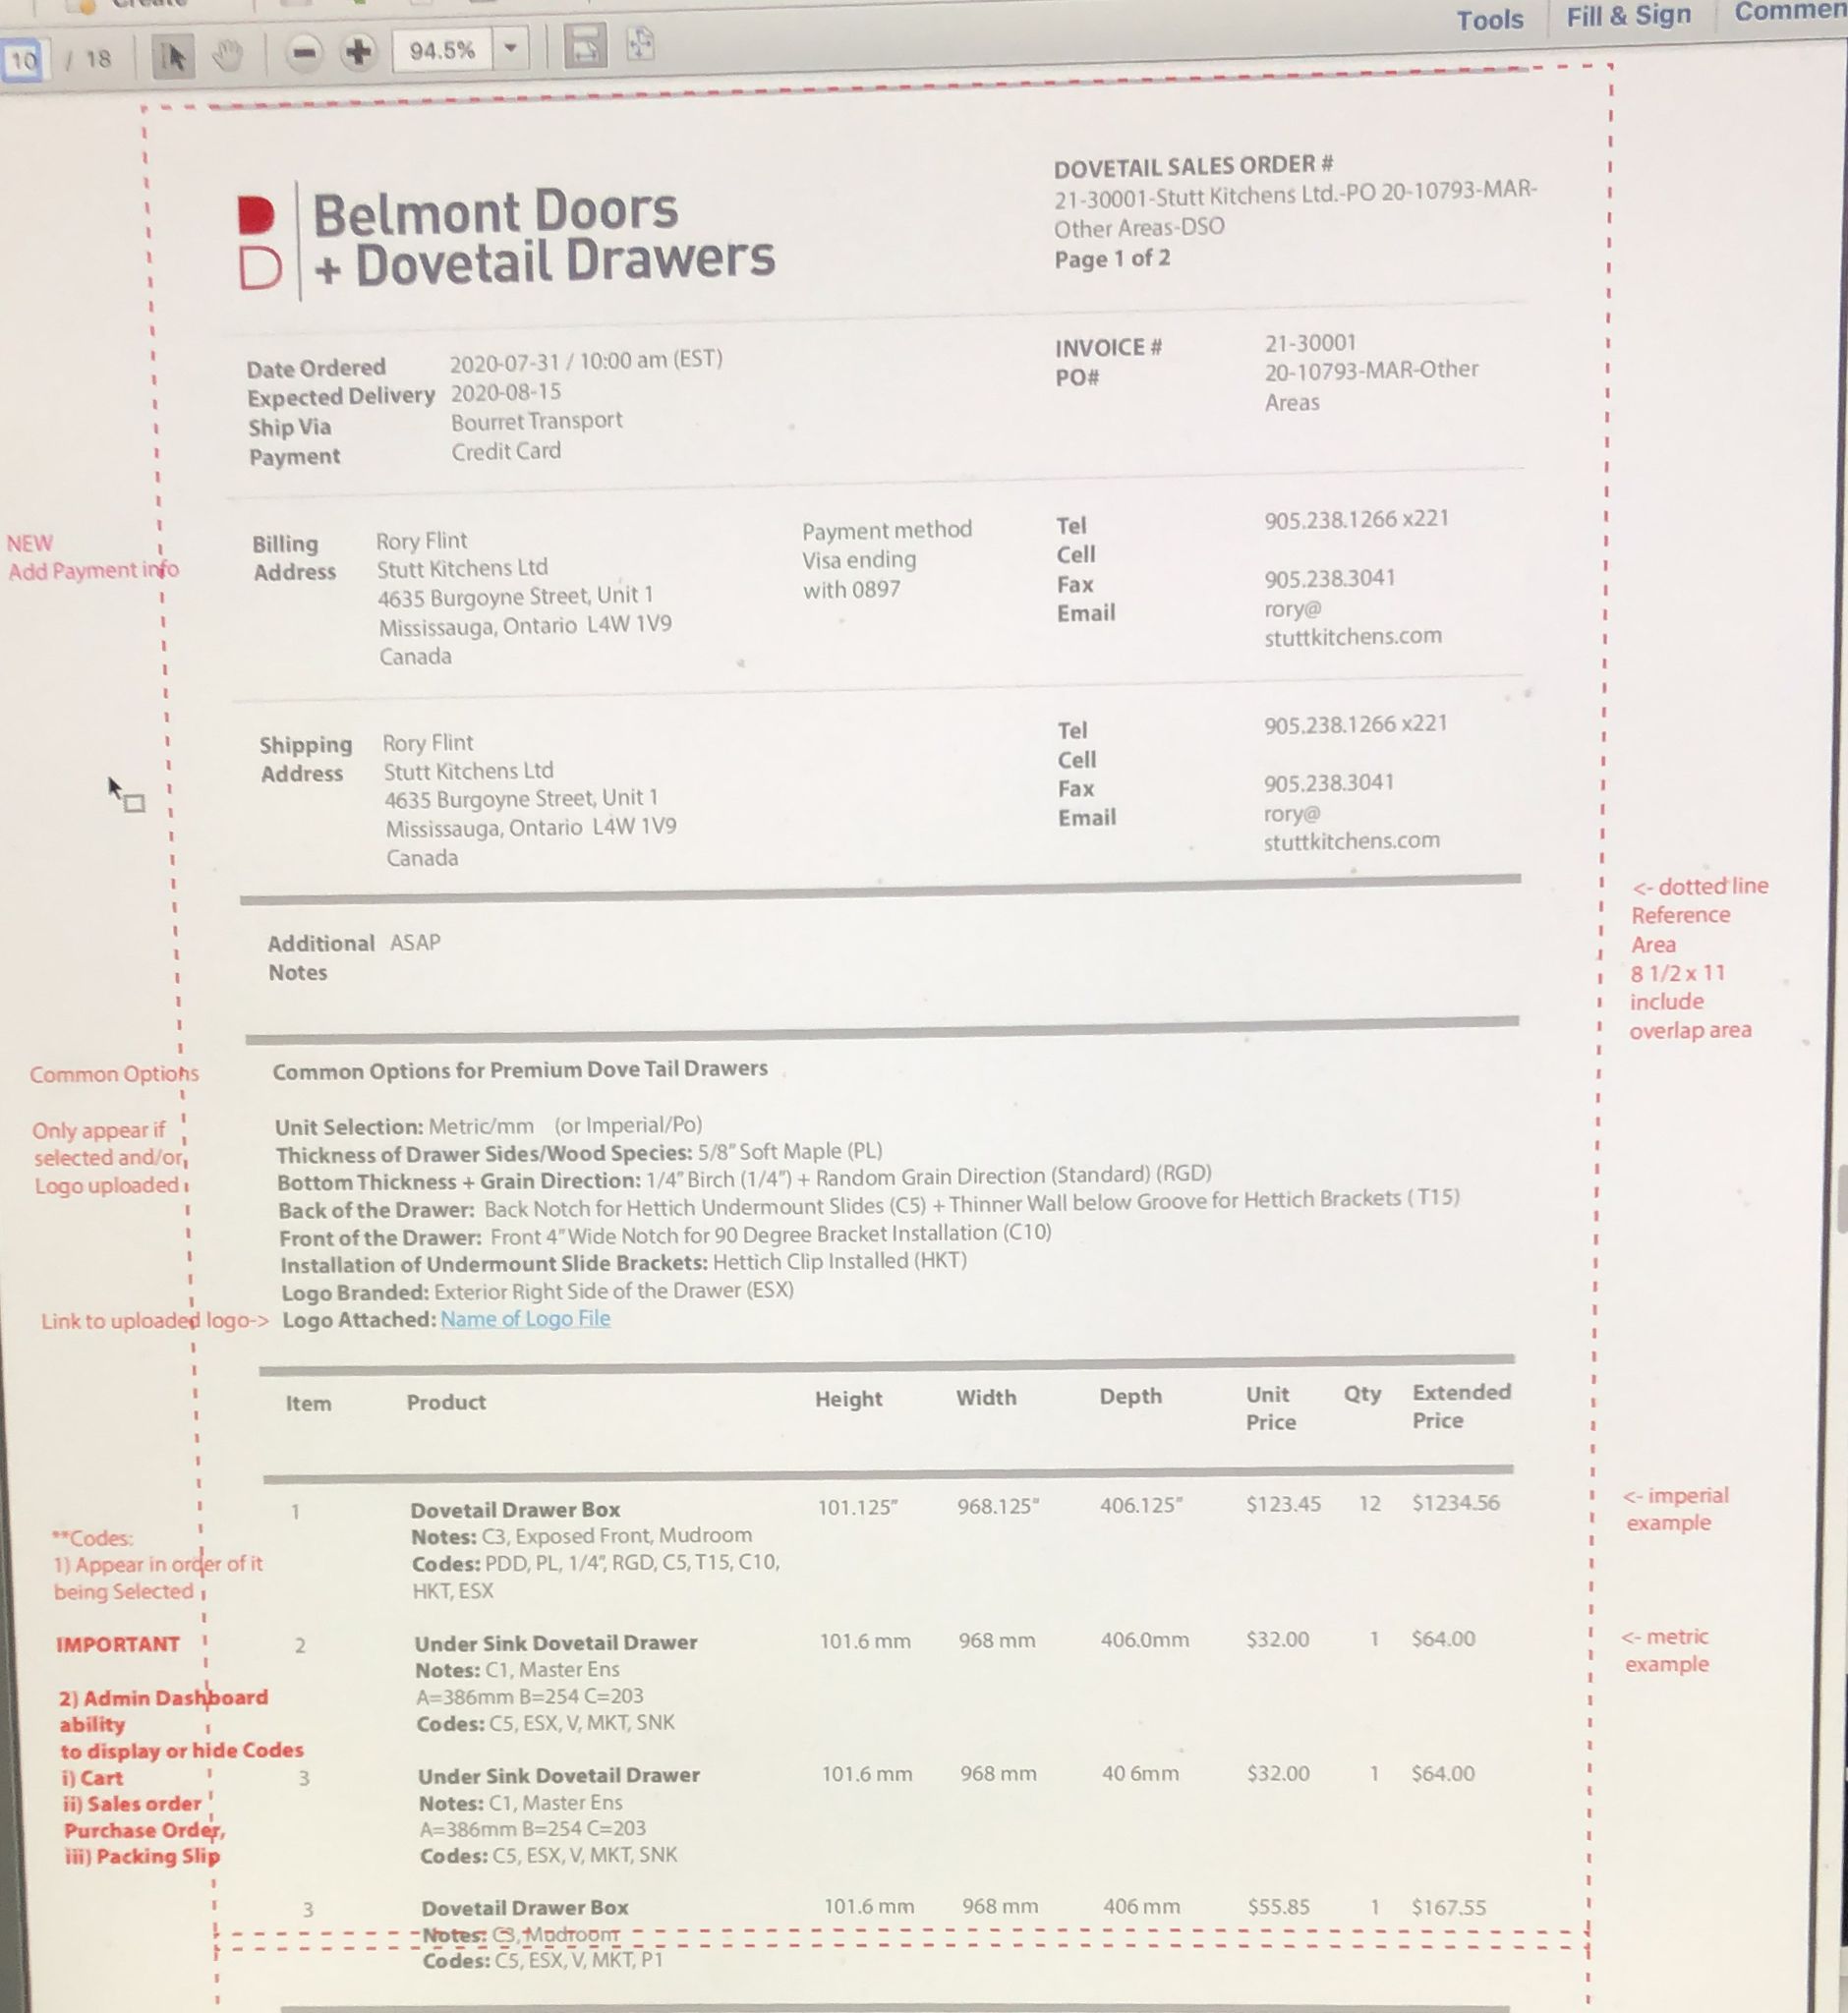 Create
Tools
Fill & Sign
10 / 18
94.5%
DOVETAIL SALES ORDER #
21-30001-Stutt Kitchens Ltd.-PO 20-10793-MAR-
Other Areas-DSO
Page 1 of 2
Belmont Doors
+ Dovetail Drawers
Date Ordered 2020-07-31 / 10:00 am (EST)
Expected Delivery 2020-08-15
Ship Via Bourret Transport
Payment Credit Card
INVOICE # 21-30001
PO# 20-10793-MAR-Other
Areas
NEW
Add Payment info
Billing Rory Flint
Address Stutt Kitchens Ltd
4635 Burgoyne Street, Unit 1
Mississauga, Ontario L4W 1V9
Canada
Payment method
Visa ending
with 0897
Tel 905.238.1266 x221
Cell
Fax 905.238.3041
Email rory@
stuttkitchens.com
Shipping Rory Flint
Address Stutt Kitchens Ltd
4635 Burgoyne Street, Unit 1
Mississauga, Ontario L4W 1V9
Canada
Tel 905.238.1266 x221
Cell
Fax 905.238.3041
Email rory@
stuttkitchens.com
<- dotted line
Reference
Area
8 1/2 x 11
include
overlap area
Additional ASAP
Notes
Common Options
Only appear if
selected and/or
Logo uploaded
Link to uploaded logo->
Common Options for Premium Dove Tail Drawers
Unit Selection: Metric/mm (or Imperial/Po)
Thickness of Drawer Sides/Wood Species: 5/8" Soft Maple (PL)
Bottom Thickness + Grain Direction: 1/4" Birch (1/4") + Random Grain Direction (Standard) (RGD)
Back of the Drawer: Back Notch for Hettich Undermount Slides (C5) + Thinner Wall below Groove for Hettich Brackets ( T15)
Front of the Drawer: Front 4" Wide Notch for 90 Degree Bracket Installation (C10)
Installation of Undermount Slide Brackets: Hettich Clip Installed (HKT)
Logo Branded: Exterior Right Side of the Drawer (ESX)
Logo Attached: Name of Logo File
Item Product Height Width Depth Unit Qty Extended
Price Price
1 Dovetail Drawer Box 101.125" 968.125" 406.125" $123.45 12 $1234.56
Notes: C3, Exposed Front, Mudroom
Codes: PDD, PL, 1/4", RGD, C5, T15, C10,
HKT, ESX
<- imperial
example
**Codes:
1) Appear in order of it
being Selected
IMPORTANT
2) Admin Dashboard
ability
to display or hide Codes
i) Cart
ii) Sales order
Purchase Order,
iii) Packing Slip
2 Under Sink Dovetail Drawer 101.6 mm 968 mm 406.0mm $32.00 1 $64.00
Notes: C1, Master Ens
A=386mm B=254 C=203
Codes: C5, ESX, V, MKT, SNK
<- metric
example
3 Under Sink Dovetail Drawer 101.6 mm 968 mm 40 6mm $32.00 1 $64.00
Notes: C1, Master Ens
A=386mm B=254 C=203
Codes: C5, ESX, V, MKT, SNK
3 Dovetail Drawer Box 101.6 mm 968 mm 406 mm $55.85 1 $167.55
Notes: C3, Mudroom
Codes: C5, ESX, V, MKT, P1